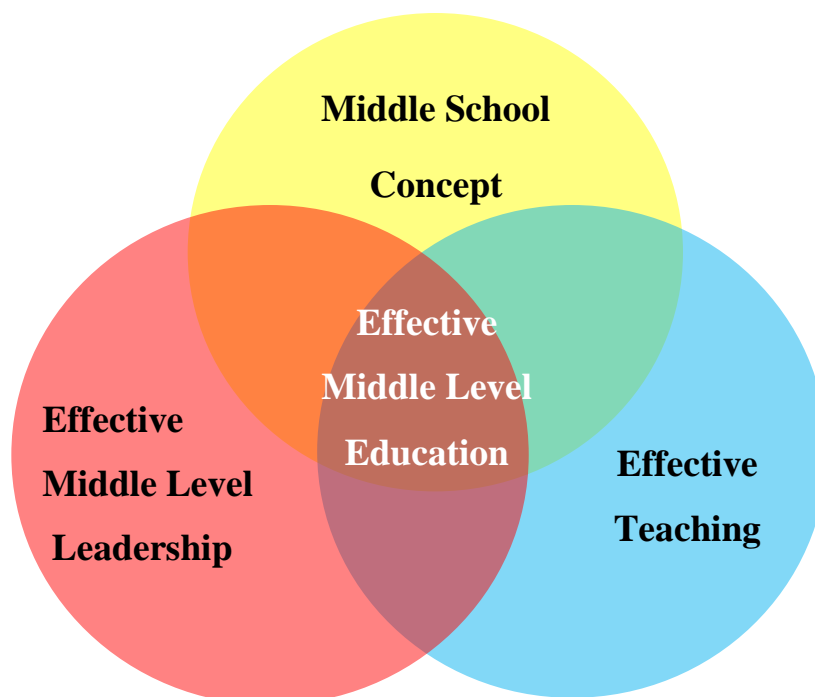 Middle School
Concept
Effective
Middle Level
Education
Effective
Middle Level
Leadership
Effective
Teaching